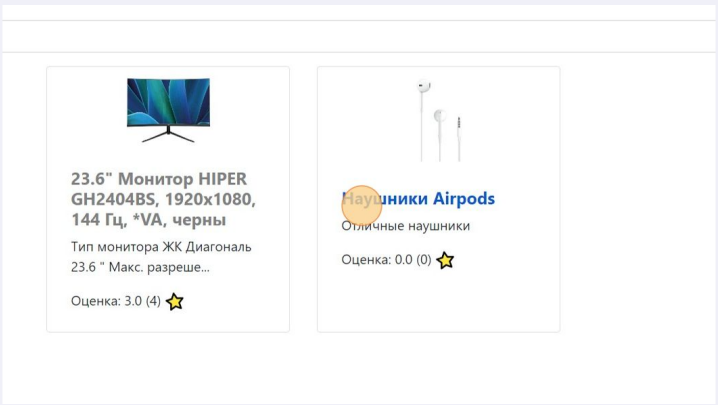 23.6" Монитор HIPER
GH2404BS, 1920x1080,
144 Гц, *VA, черны
Тип монитора ЖК Диагональ
23.6 " Макс. разреше...
Оценка: 3.0 (4)
Наушники Airpods
Отличные наушники
Оценка: 0.0 (0)